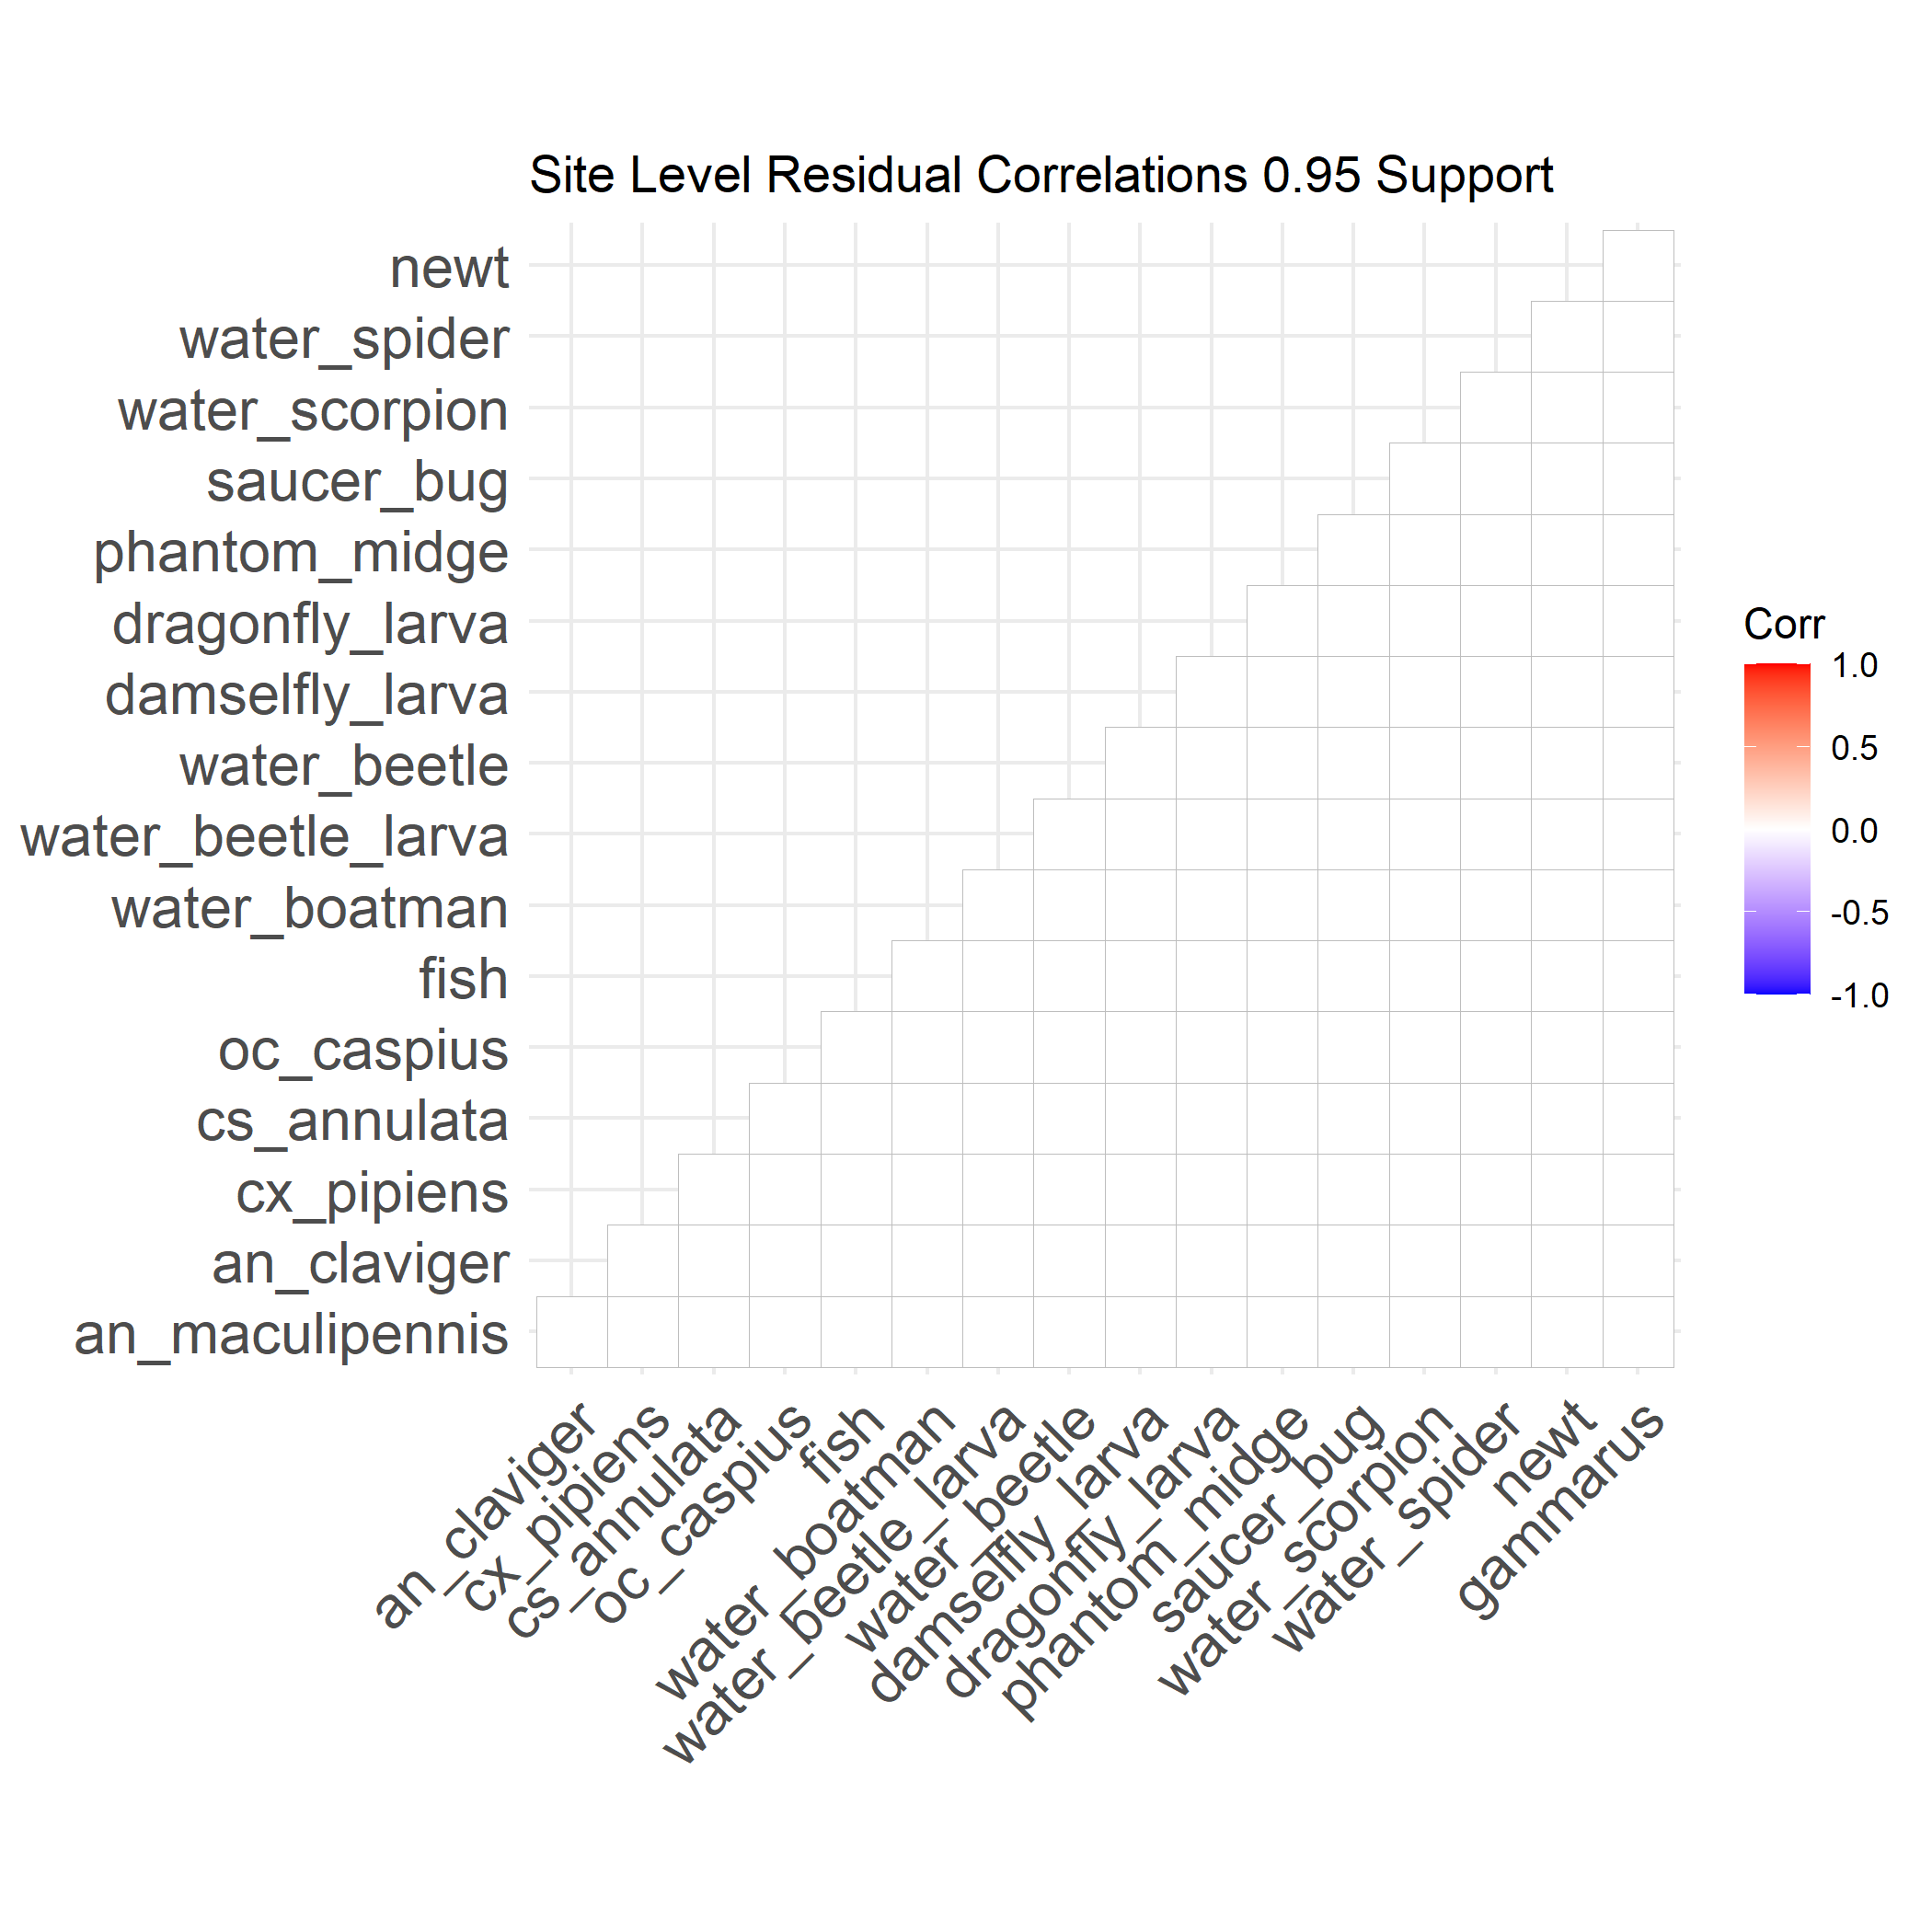 Site Level Residual Correlations 0.95 Support
newt
water_spider
water_scorpion
saucer_bug
phantom_midge
dragonfly_larva
damselfly_larva
water_beetle
water_beetle_larva
water_boatman
fish
oc_caspius
cs_annulata
cx_pipiens
an_claviger
an_maculipennis
an_claviger
cx_pipiens
cs_annulata
oc_caspius
fish
water_boatman
water_beetle_larva
water_beetle
damselfly_larva
dragonfly_larva
phantom_midge
saucer_bug
water_scorpion
water_spider
newt
gammarus
Corr
1.0
0.5
0.0
-0.5
-1.0